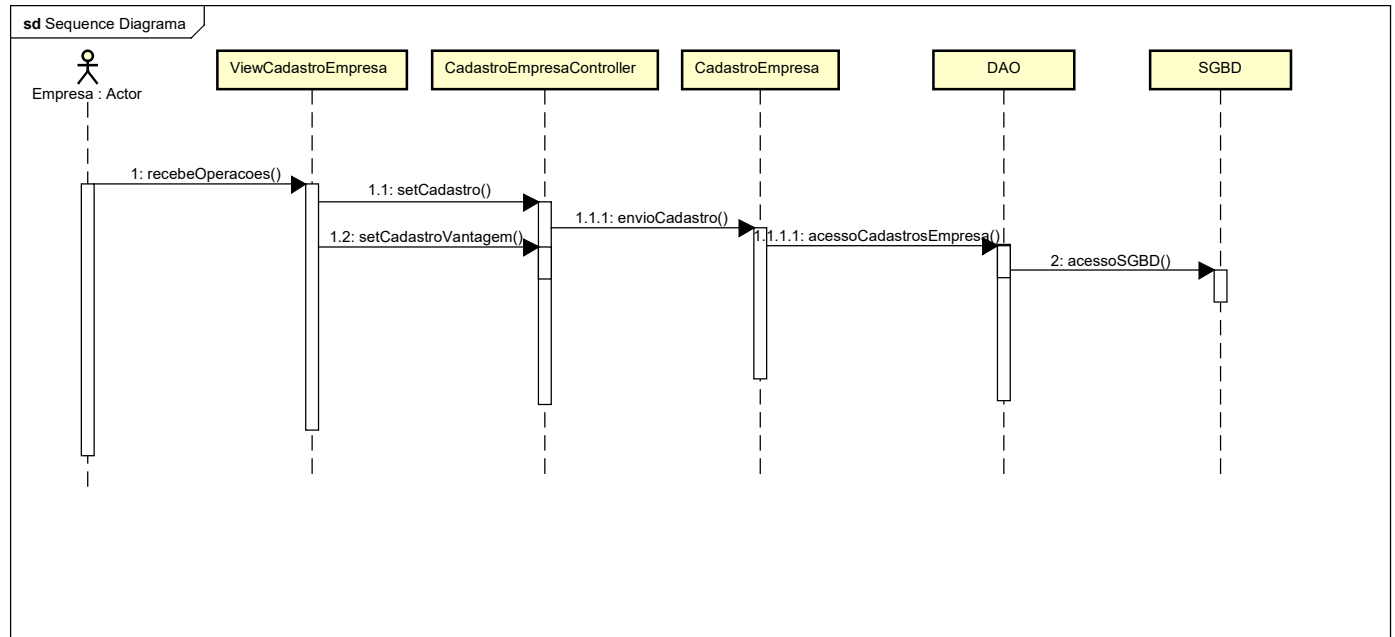 sd Sequence Diagrama
Empresa : Actor
ViewCadastroEmpresa
CadastroEmpresaController
CadastroEmpresa
DAO
SGBD
1: recebeOperacoes()
1.1: setCadastro()
1.1.1: envioCadastro()
1.2: setCadastroVantagem()
1.1.1.1: acessoCadastrosEmpresa()
2: acessoSGBD()